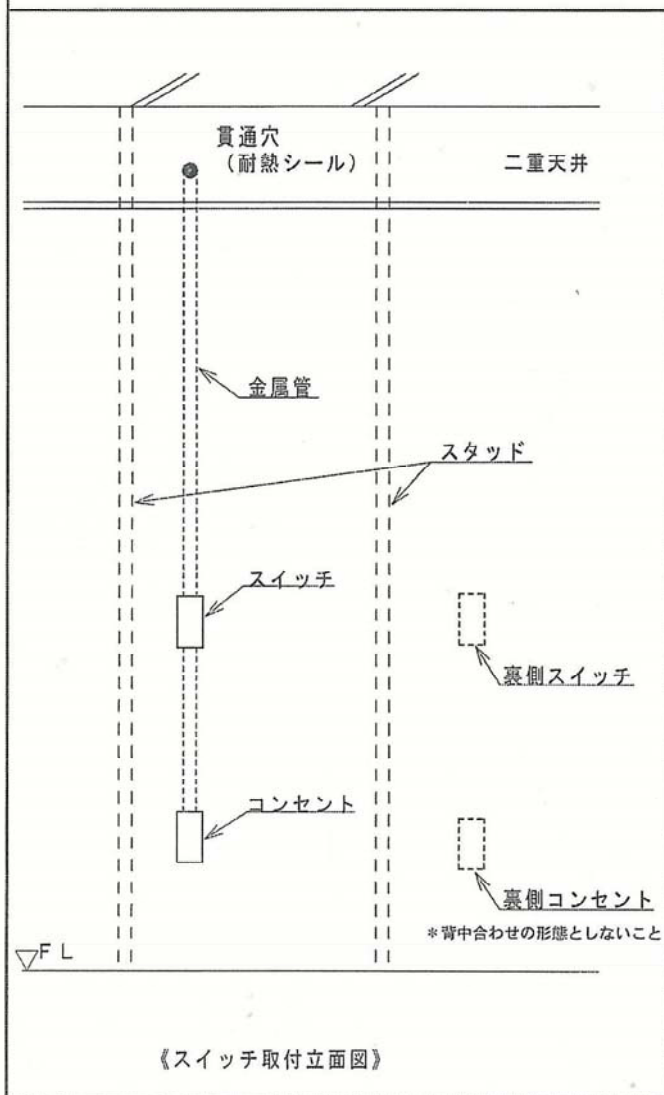 貫通穴
（耐熱シール）
二重天井
金属管
スタッド
スイッチ
裏側スイッチ
コンセント
裏側コンセント
＊背中合わせの形態としないこと
▽FL
《スイッチ取付立面図》